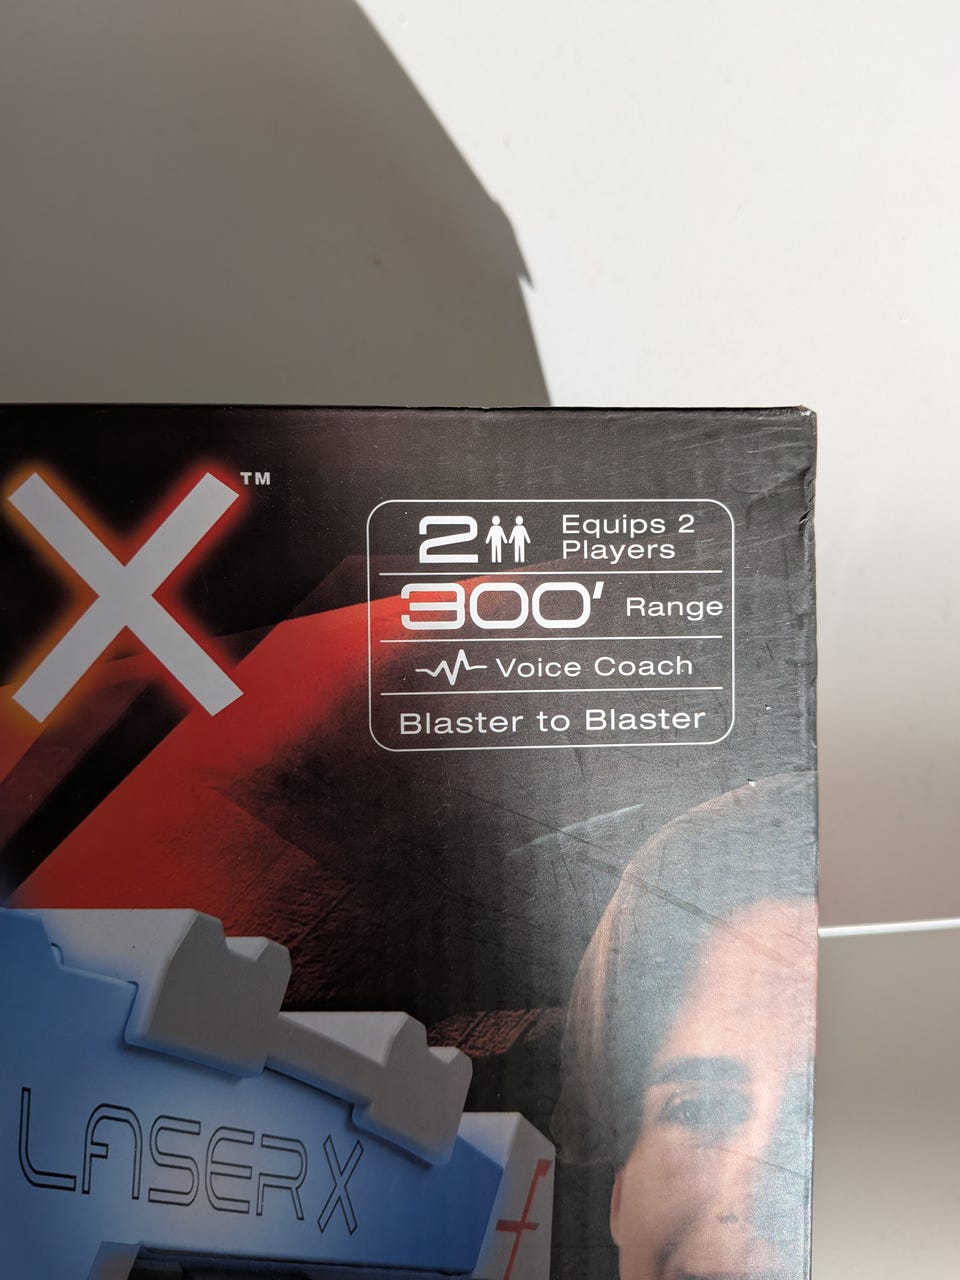 X™
2 Equips 2
Players
300' Range
Voice Coach
Blaster to Blaster
LASER X